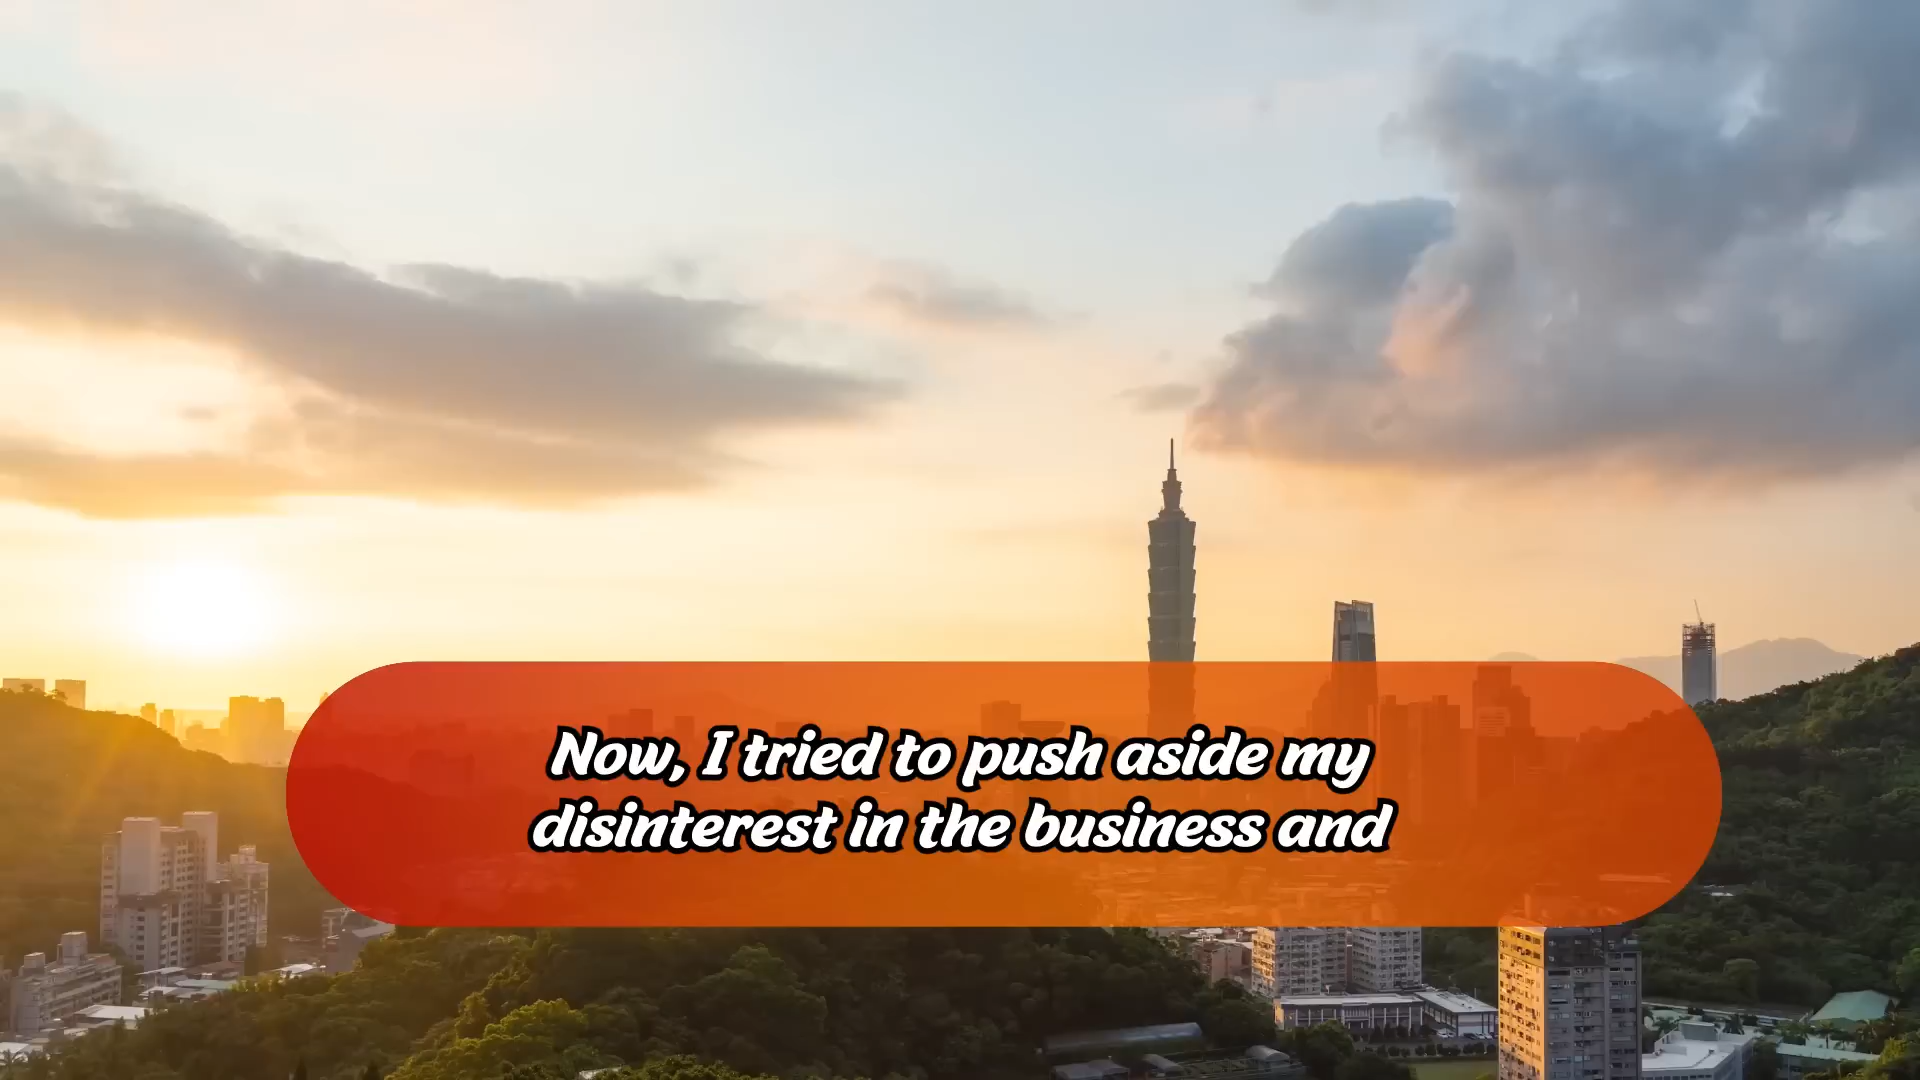 Now, I tried to push aside my
disinterest in the business and